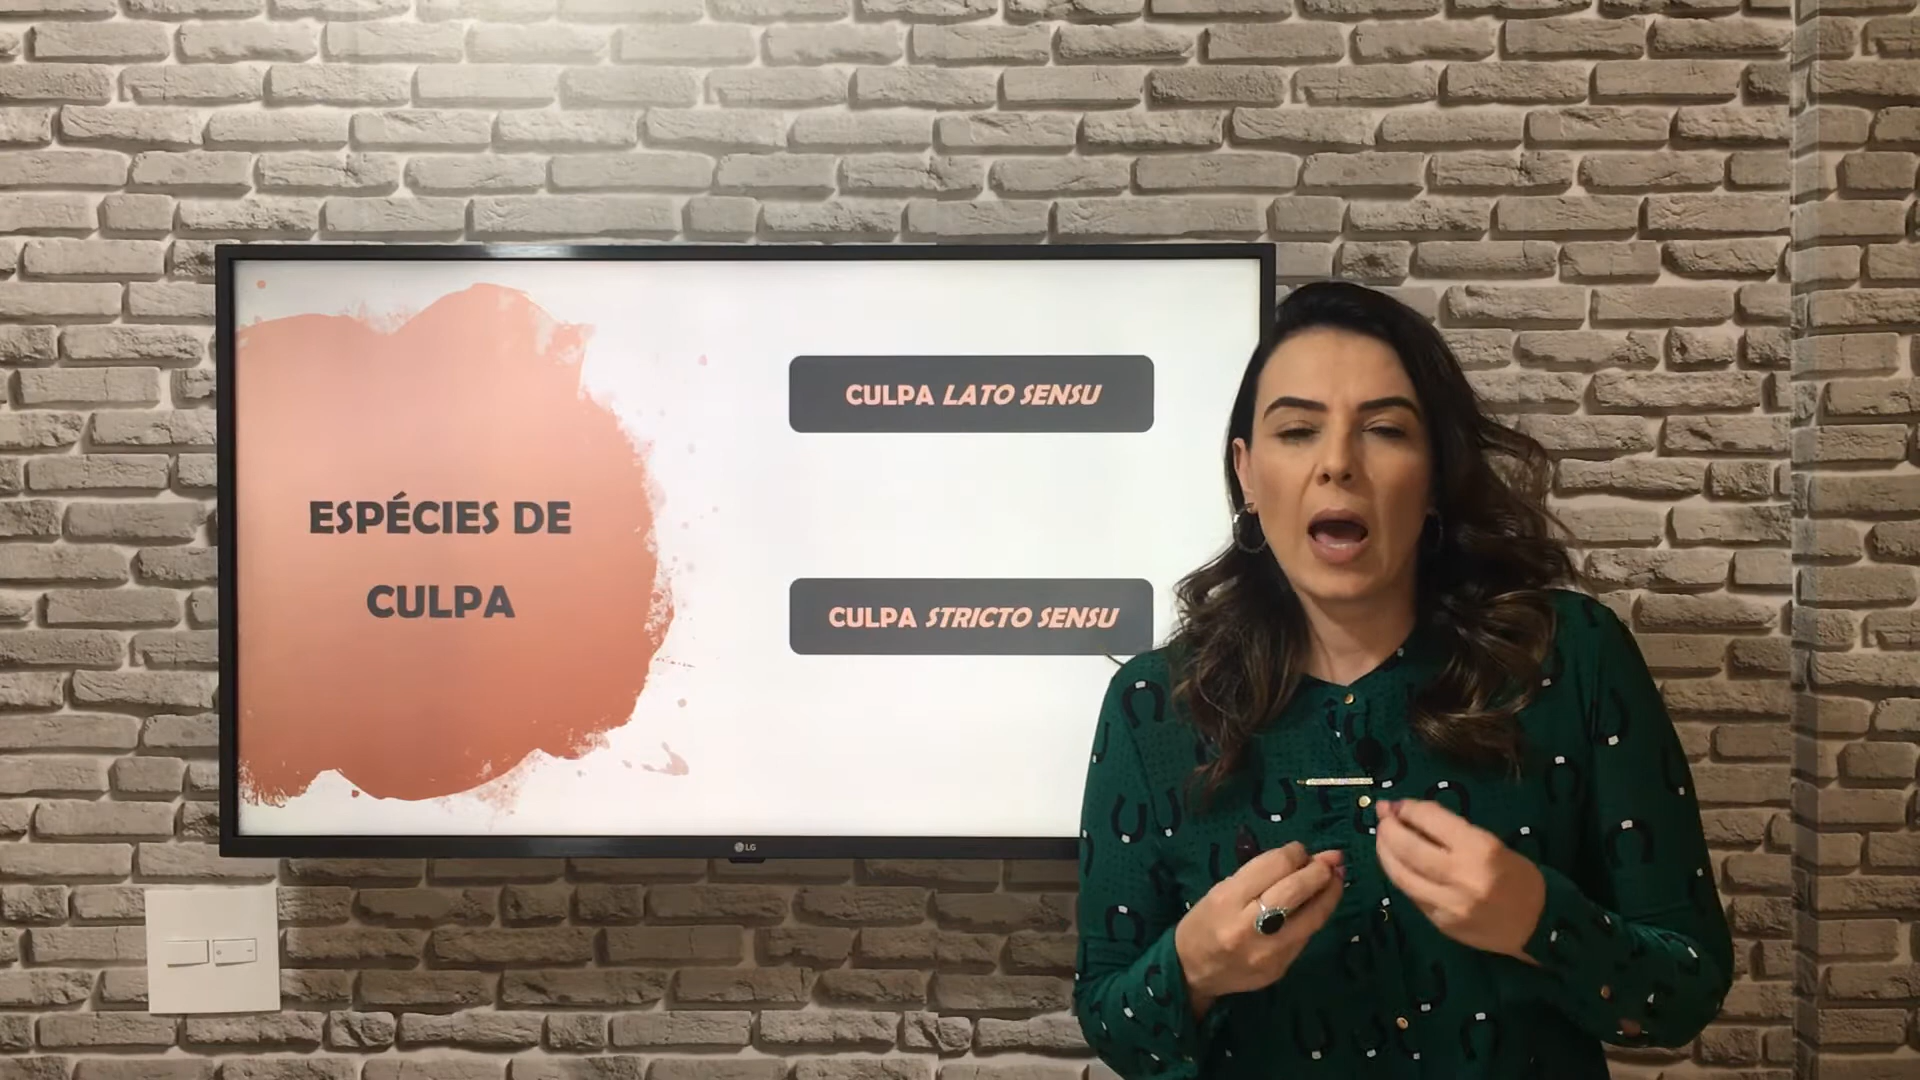 ESPÉCIES DE
CULPA
CULPA LATO SENSU
CULPA STRICTO SENSU
LG